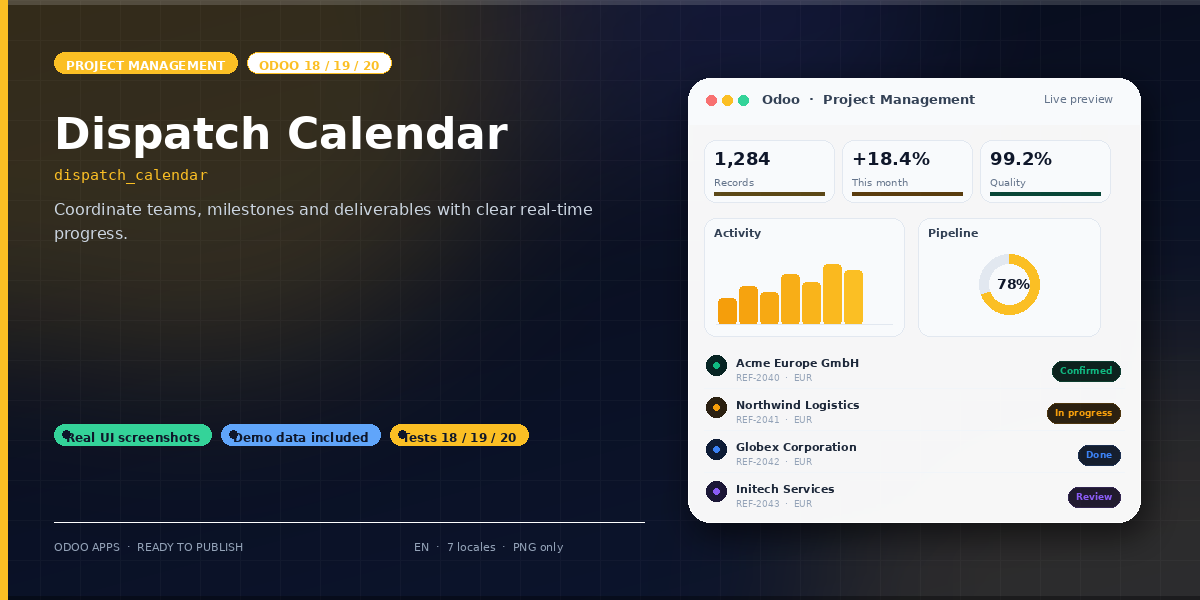 PROJECT MANAGEMENT
ODOO 18 / 19 / 20
Dispatch Calendar
dispatch_calendar
Coordinate teams, milestones and deliverables with clear real-time
progress.
Real UI screenshots
Demo data included
Tests 18 / 19 / 20
ODOO APPS · READY TO PUBLISH
EN · 7 locales · PNG only
Odoo · Project Management
Live preview
1,284
Records
+18.4%
This month
99.2%
Quality
Activity
Pipeline
78%
Acme Europe GmbH
REF-2040 · EUR
Confirmed
Northwind Logistics
REF-2041 · EUR
In progress
Globex Corporation
REF-2042 · EUR
Done
Initech Services
REF-2043 · EUR
Review